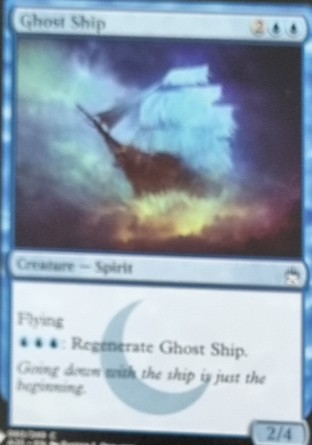 Ghost Ship 2
Creature — Spirit
Flying
: Regenerate Ghost Ship.
Going down with the ship is just the
beginning.
2/4